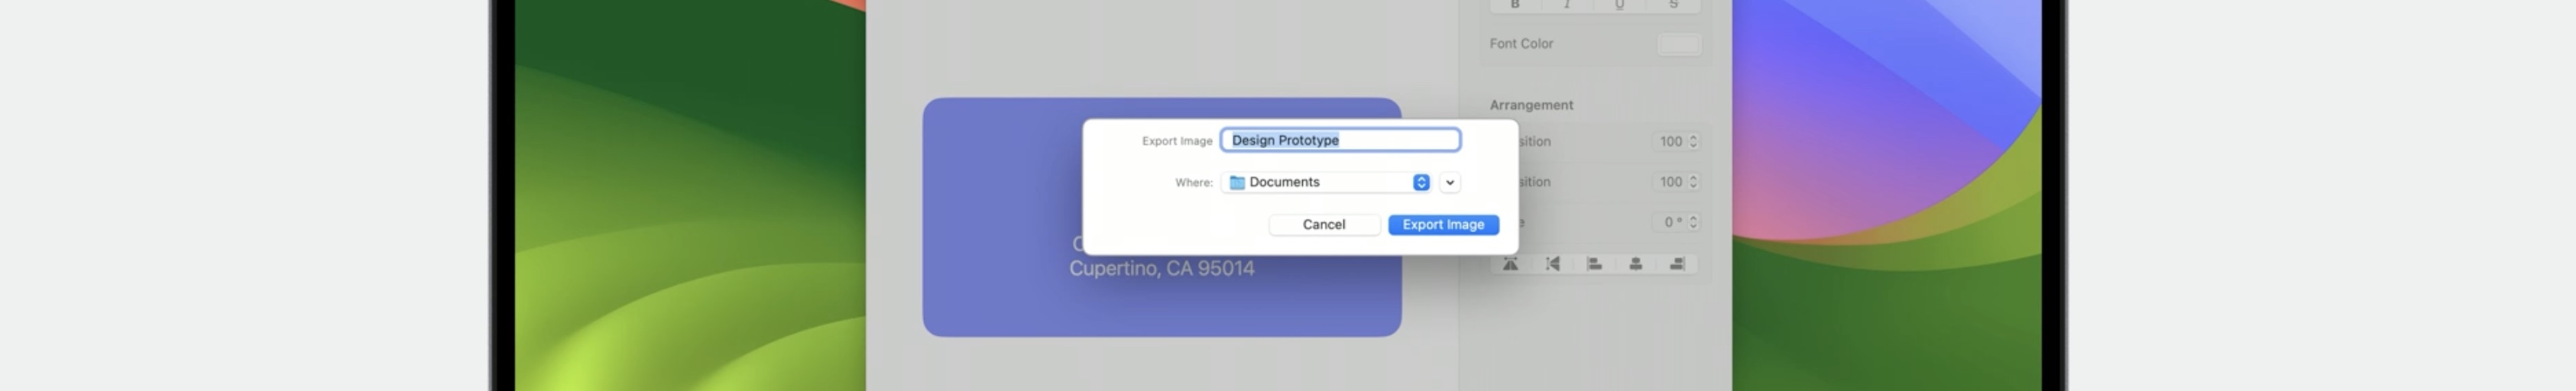 B I U S
Font Color
Arrangement
Export Image Design Prototype
sition 100
Where: Documents
sition 100
Cancel Export Image
e 0°
C
Cupertino, CA 95014